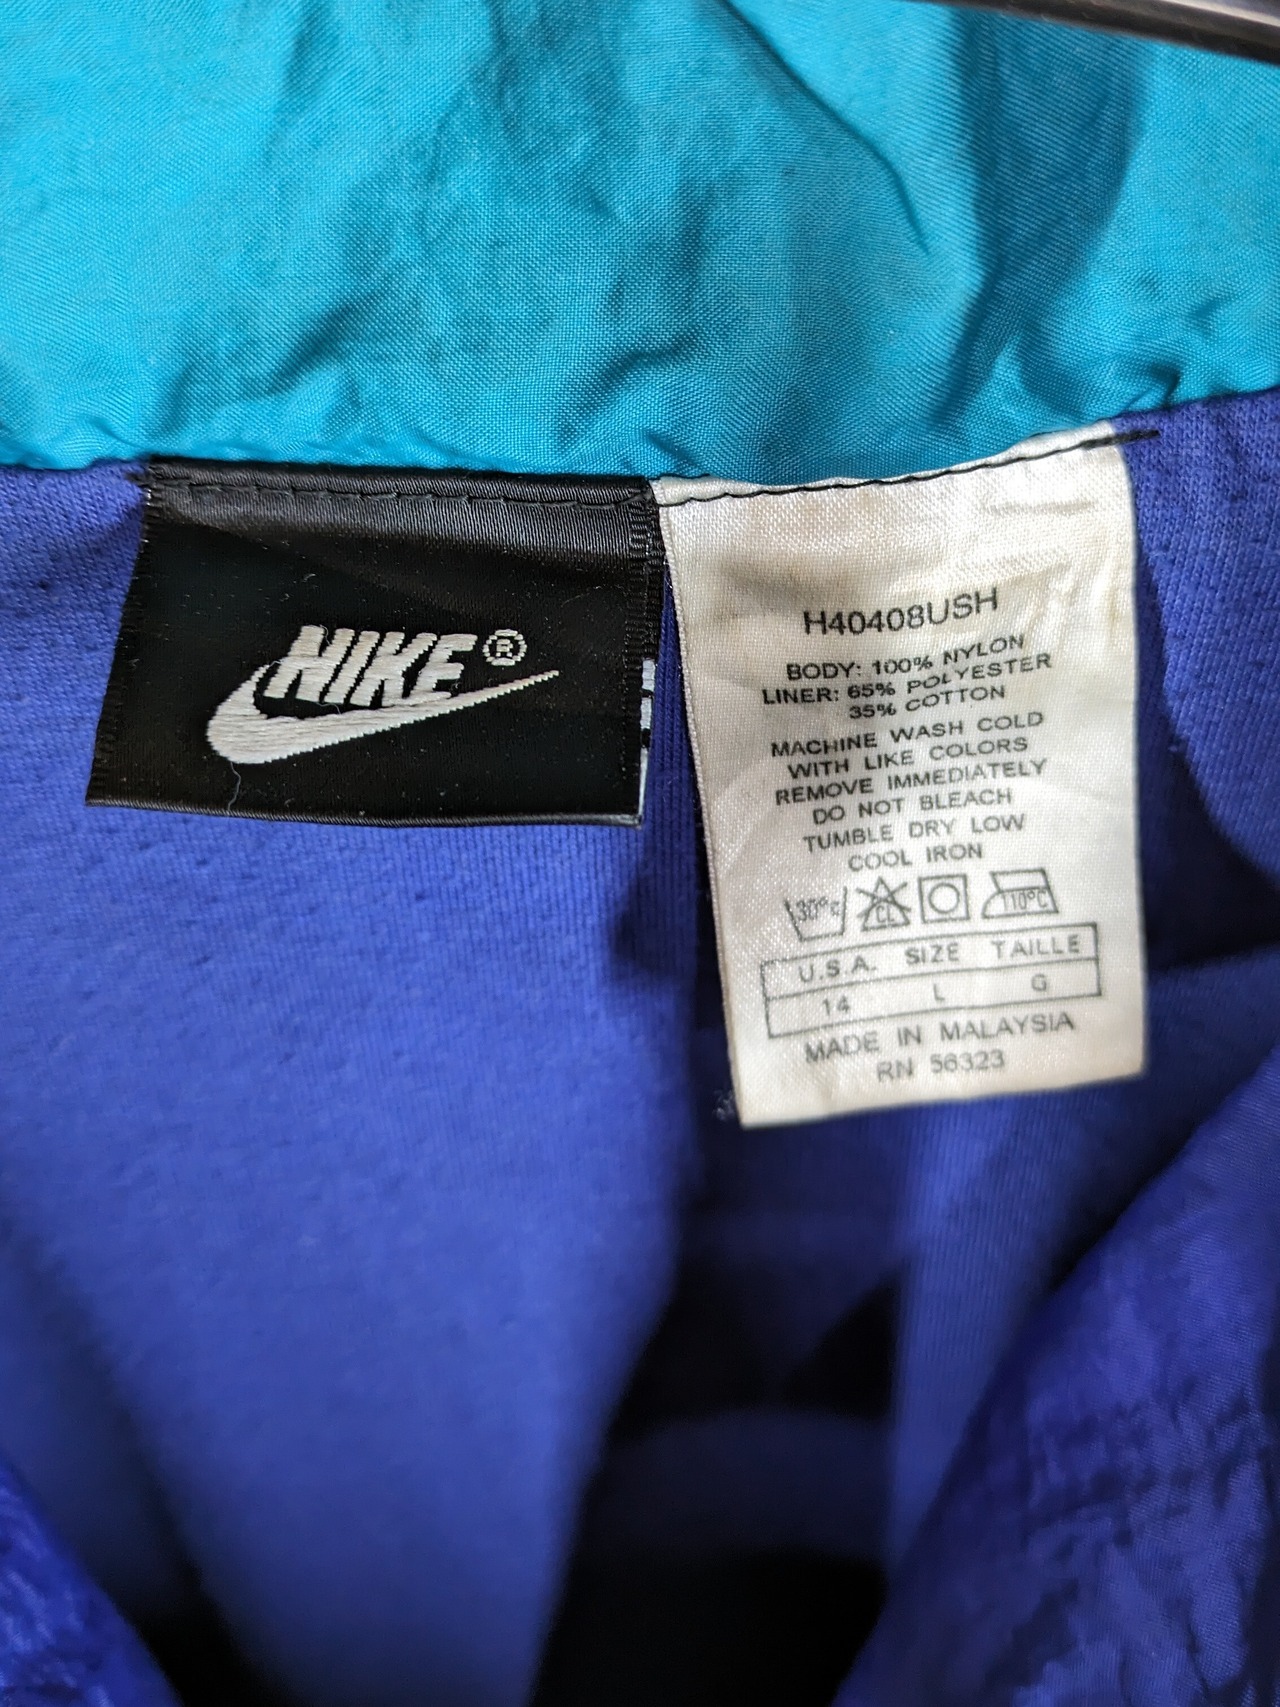 NIKE®
H40408USH
BODY: 100% NYLON
LINER: 65% POLYESTER
35% COTTON
MACHINE WASH COLD
WITH LIKE COLORS
REMOVE IMMEDIATELY
DO NOT BLEACH
TUMBLE DRY LOW
COOL IRON
30°c CL 110°C
U.S.A. SIZE TAILLE
14 L G
MADE IN MALAYSIA
RN 56323